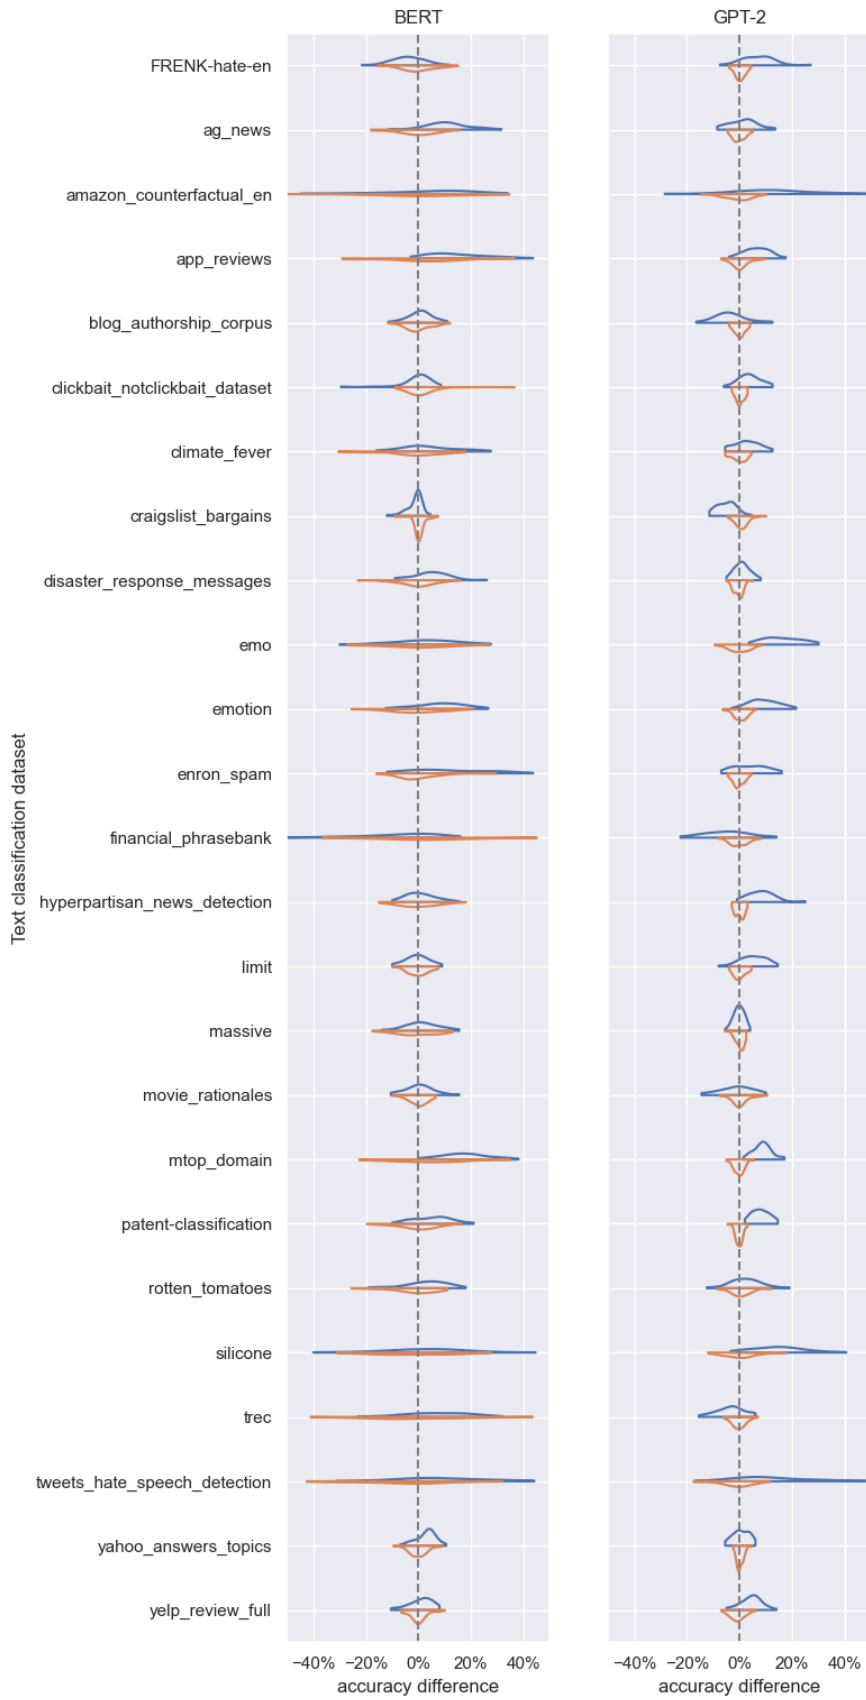 BERT
GPT-2
Text classification dataset
FRENK-hate-en
ag_news
amazon_counterfactual_en
app_reviews
blog_authorship_corpus
clickbait_notclickbait_dataset
climate_fever
craigslist_bargains
disaster_response_messages
emo
emotion
enron_spam
financial_phrasebank
hyperpartisan_news_detection
limit
massive
movie_rationales
mtop_domain
patent-classification
rotten_tomatoes
silicone
trec
tweets_hate_speech_detection
yahoo_answers_topics
yelp_review_full
−40% −20% 0% 20% 40%
accuracy difference
−40% −20% 0% 20% 40%
accuracy difference